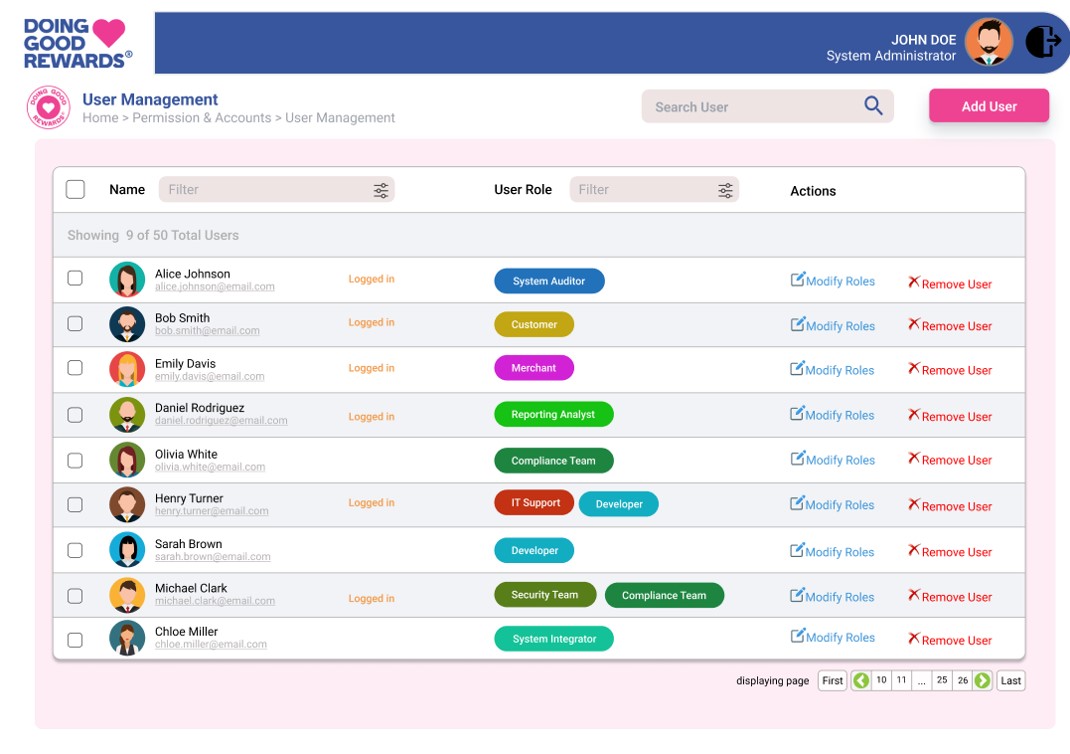 DOING
GOOD
REWARDS®
JOHN DOE
System Administrator
DOING GOOD
REWARDS
User Management
Home > Permission & Accounts > User Management
Search User
Add User
Name
Filter
User Role
Filter
Actions
Showing 9 of 50 Total Users
Alice Johnson
alice.johnson@email.com
Logged in
System Auditor
Modify Roles
Remove User
Bob Smith
bob.smith@email.com
Logged in
Customer
Modify Roles
Remove User
Emily Davis
emily.davis@email.com
Logged in
Merchant
Modify Roles
Remove User
Daniel Rodriguez
daniel.rodriguez@email.com
Logged in
Reporting Analyst
Modify Roles
Remove User
Olivia White
olivia.white@email.com
Compliance Team
Modify Roles
Remove User
Henry Turner
henry.turner@email.com
Logged in
IT Support
Developer
Modify Roles
Remove User
Sarah Brown
sarah.brown@email.com
Developer
Modify Roles
Remove User
Michael Clark
michael.clark@email.com
Logged in
Security Team
Compliance Team
Modify Roles
Remove User
Chloe Miller
chloe.miller@email.com
System Integrator
Modify Roles
Remove User
displaying page First 10 11 ... 25 26 Last